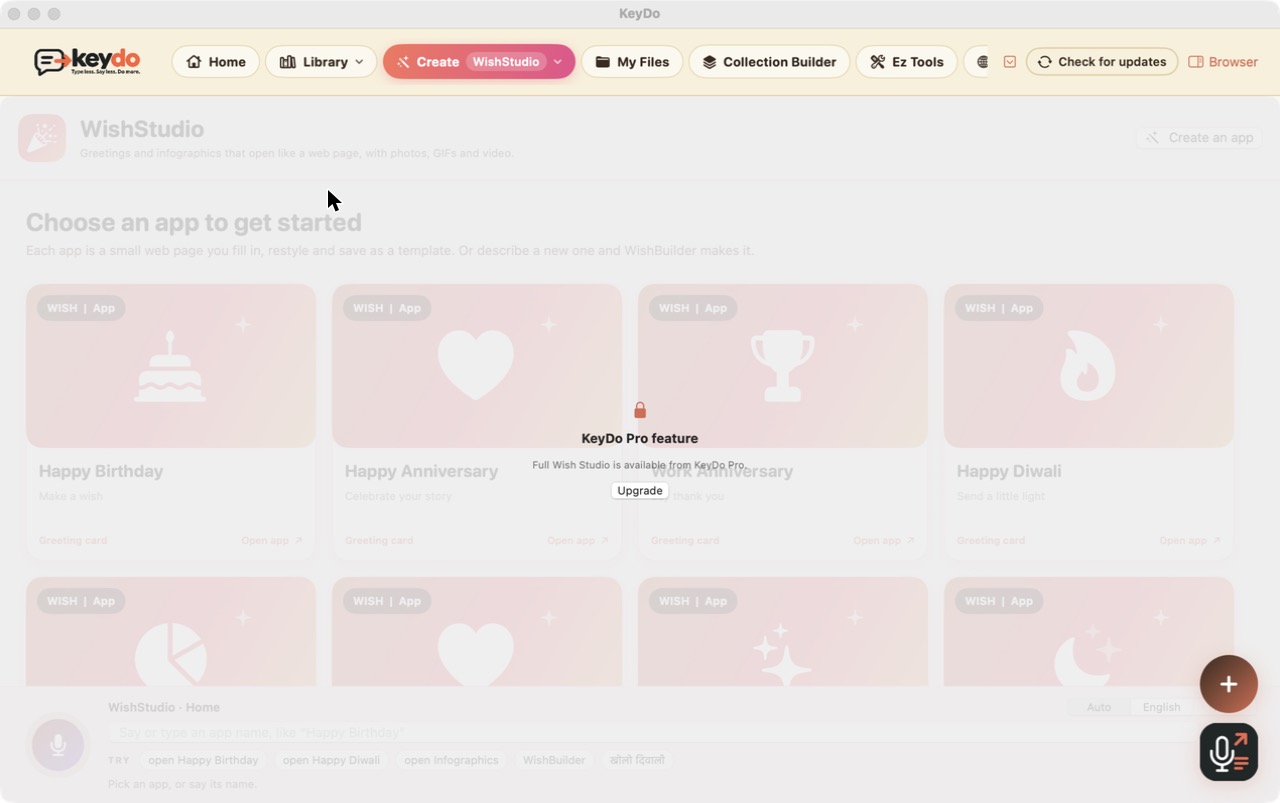 KeyDo
keydo
Type less. Say less. Do more.
Home
Library
Create WishStudio
My Files
Collection Builder
Ez Tools
Check for updates
Browser
WishStudio
Greetings and infographics that open like a web page, with photos, GIFs and video.
Create an app
Choose an app to get started
Each app is a small web page you fill in, restyle and save as a template. Or describe a new one and WishBuilder makes it.
WISH | App
WISH | App
WISH | App
WISH | App
KeyDo Pro feature
Full Wish Studio is available from KeyDo Pro.
Upgrade
Happy Birthday
Make a wish
Greeting card
Open app
Happy Anniversary
Celebrate your story
Greeting card
Open app
Work Anniversary
thank you
Greeting card
Open app
Happy Diwali
Send a little light
Greeting card
Open app
WISH | App
WISH | App
WISH | App
WISH | App
WishStudio - Home
Auto
English
Say or type an app name, like "Happy Birthday"
TRY
open Happy Birthday
open Happy Diwali
open Infographics
WishBuilder
खोलो दिवाली
Pick an app, or say its name.